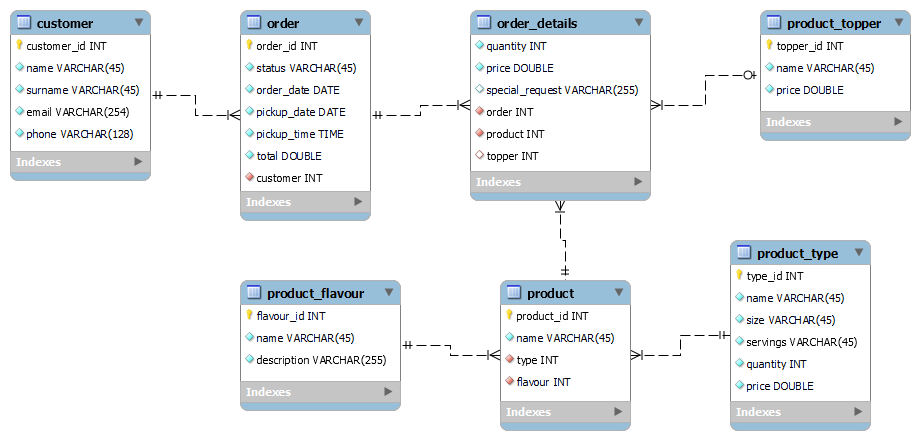 customer
customer_id INT
name VARCHAR(45)
surname VARCHAR(45)
email VARCHAR(254)
phone VARCHAR(128)
Indexes
order
order_id INT
status VARCHAR(45)
order_date DATE
pickup_date DATE
pickup_time TIME
total DOUBLE
customer INT
Indexes
order_details
quantity INT
price DOUBLE
special_request VARCHAR(255)
order INT
product INT
topper INT
Indexes
product_topper
topper_id INT
name VARCHAR(45)
price DOUBLE
Indexes
product_flavour
flavour_id INT
name VARCHAR(45)
description VARCHAR(255)
Indexes
product
product_id INT
name VARCHAR(45)
type INT
flavour INT
Indexes
product_type
type_id INT
name VARCHAR(45)
size VARCHAR(45)
servings VARCHAR(45)
quantity INT
price DOUBLE
Indexes